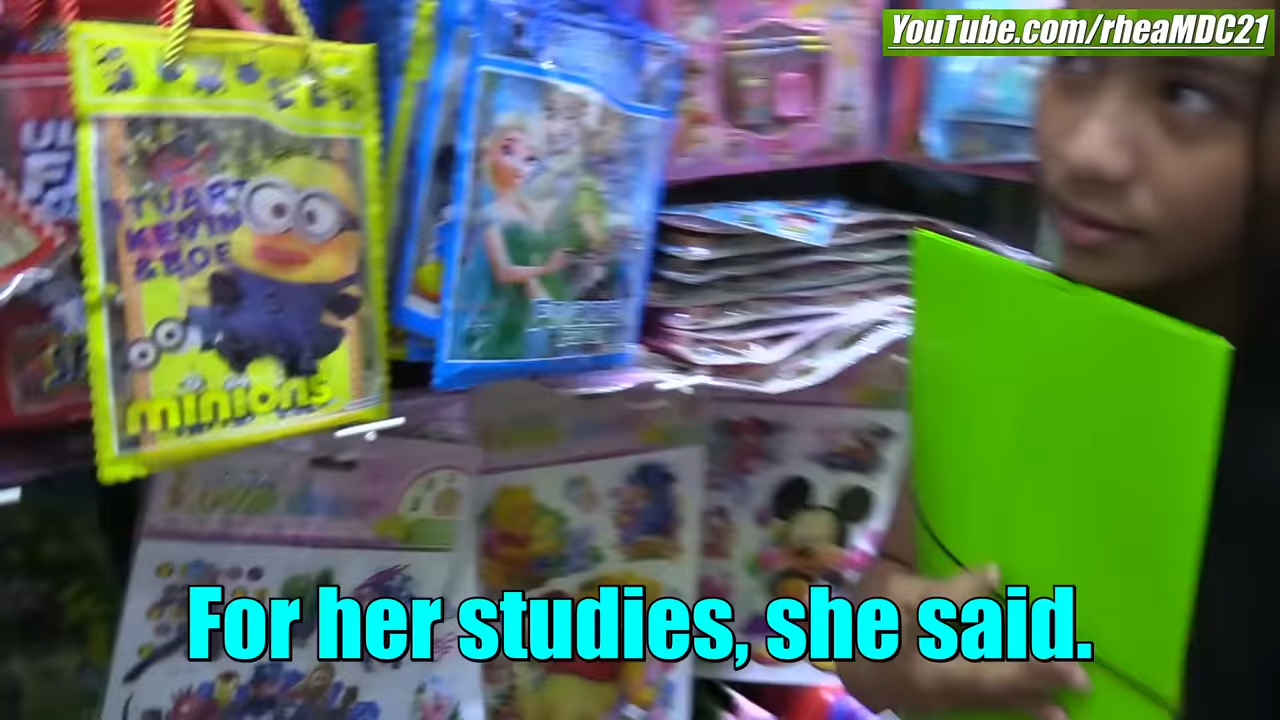 YouTube.com/rheaMDC21
STUART
KEVIN
& BOB
minions
For her studies, she said.